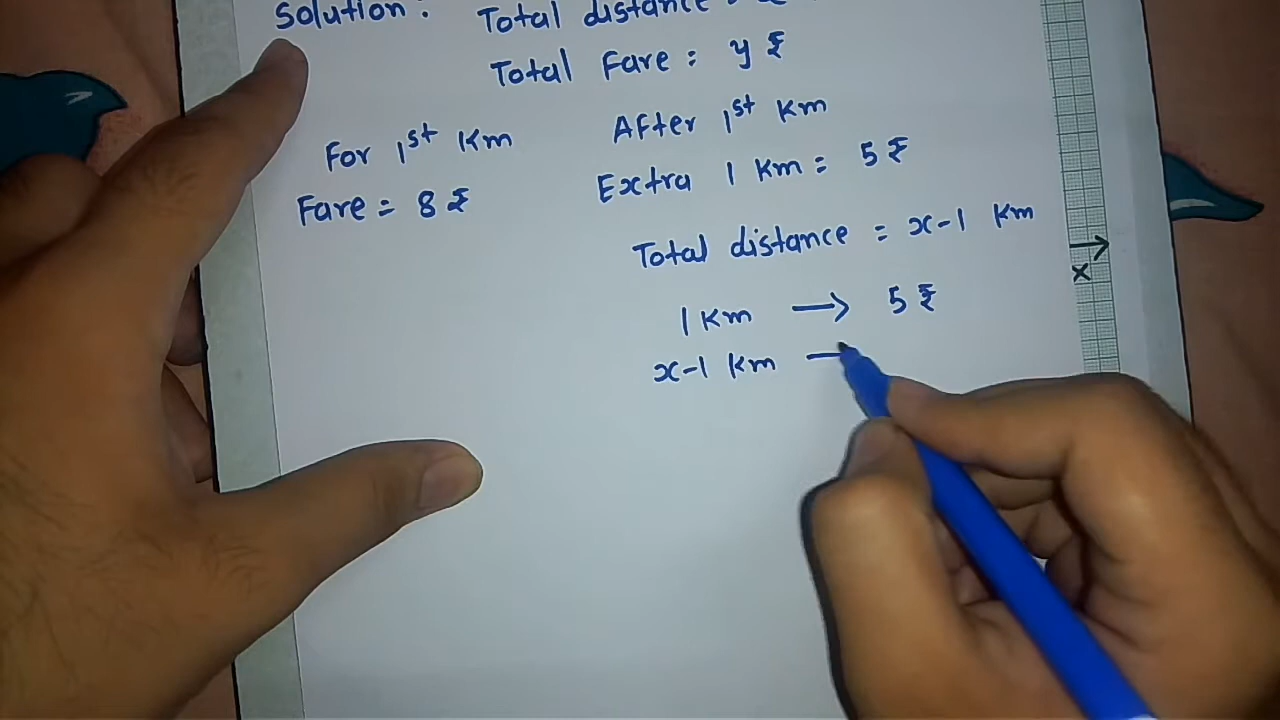 Solution: Total distance
Total Fare: y ₹
For 1st Km
Fare = 8 ₹
After 1st Km
Extra 1 Km = 5 ₹
Total distance = x-1 Km
1 Km → 5 ₹
x-1 Km —
x